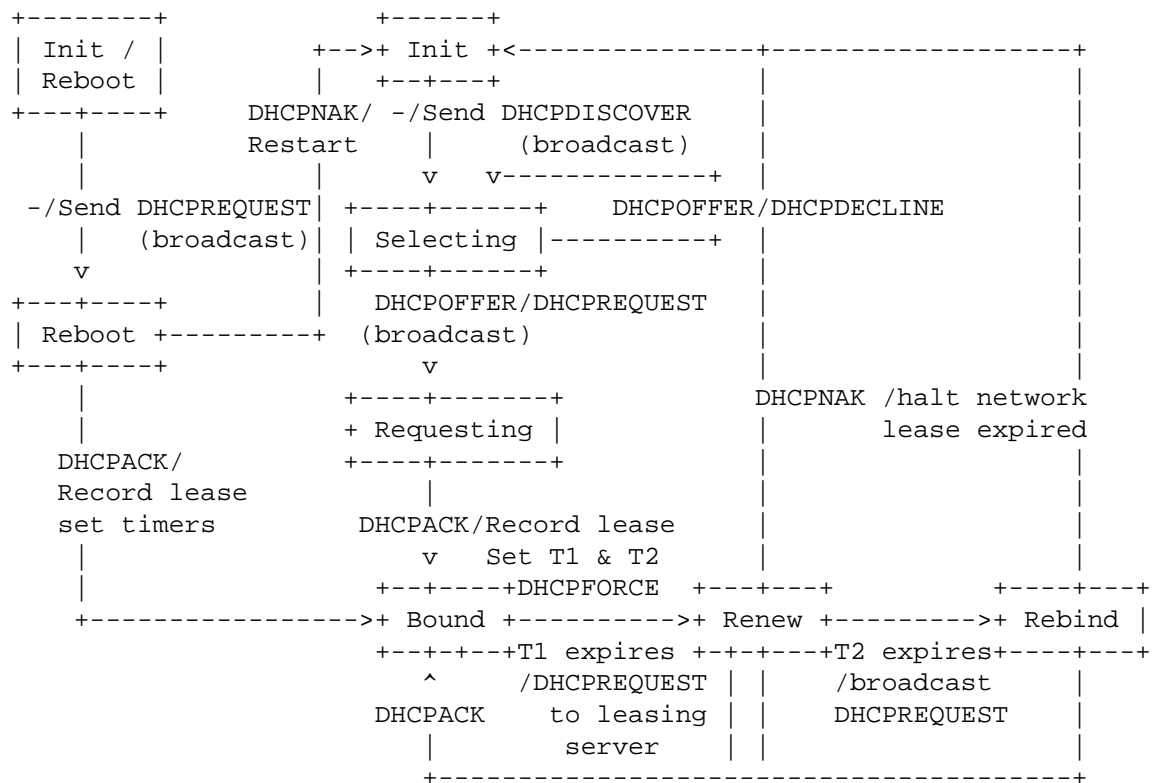 Init / Init
Reboot
DHCPNAK/ -/Send DHCPDISCOVER
Restart (broadcast)
-/Send DHCPREQUEST DHCPOFFER/DHCPDECLINE
(broadcast) Selecting
DHCPOFFER/DHCPREQUEST
Reboot (broadcast)
DHCPNAK /halt network
Requesting lease expired
DHCPACK/
Record lease
set timers DHCPACK/Record lease
Set T1 & T2
DHCPFORCE
Bound Renew Rebind
T1 expires T2 expires
/DHCPREQUEST /broadcast
DHCPACK to leasing DHCPREQUEST
server